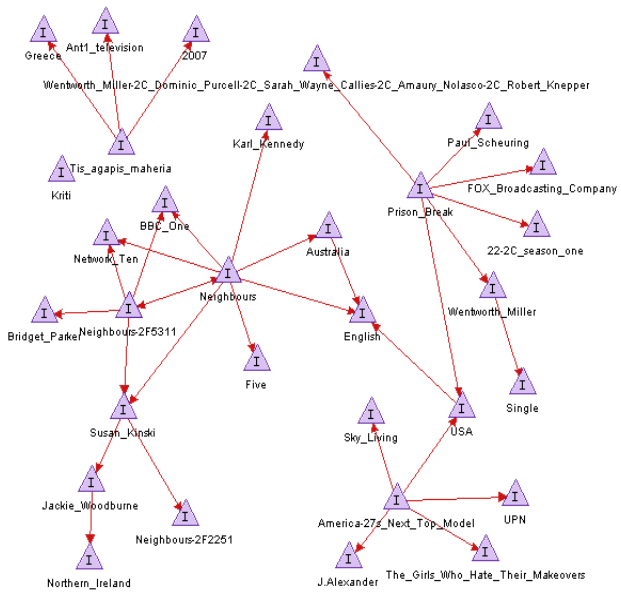 I
I
I
Greece
Ant1_television
2007
I
Wentworth_Miller-2C_Dominic_Purcell-2C_Sarah_Wayne_Callies-2C_Amaury_Nolasco-2C_Robert_Knepper
I
Karl_Kennedy
I
Paul_Scheuring
I
Tis_agapis_maheria
I
FOX_Broadcasting_Company
I
Kriti
I
Prison_Break
I
BBC_One
I
22-2C_season_one
I
Network_Ten
I
Australia
I
Neighbours
I
Wentworth_Miller
I
Bridget_Parker
I
Neighbours-2F5311
I
English
I
Five
I
Single
I
Susan_Kinski
I
Sky_Living
I
USA
I
Jackie_Woodburne
I
Neighbours-2F2251
I
America-27s_Next_Top_Model
I
UPN
I
Northern_Ireland
I
J.Alexander
I
The_Girls_Who_Hate_Their_Makeovers